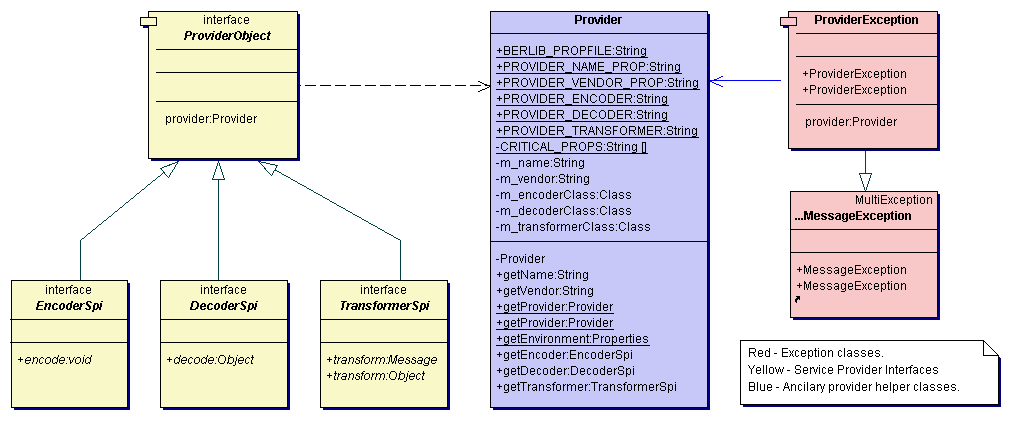 interface
ProviderObject
provider:Provider
Provider
+BERLIB_PROPFILE:String
+PROVIDER_NAME_PROP:String
+PROVIDER_VENDOR_PROP:String
+PROVIDER_ENCODER:String
+PROVIDER_DECODER:String
+PROVIDER_TRANSFORMER:String
-CRITICAL_PROPS:String []
-m_name:String
-m_vendor:String
-m_encoderClass:Class
-m_decoderClass:Class
-m_transformerClass:Class
-Provider
+getName:String
+getVendor:String
+getProvider:Provider
+getProvider:Provider
+getEnvironment:Properties
+getEncoder:EncoderSpi
+getDecoder:DecoderSpi
+getTransformer:TransformerSpi
ProviderException
+ProviderException
+ProviderException
provider:Provider
MultiException
...MessageException
+MessageException
+MessageException
interface
EncoderSpi
+encode:void
interface
DecoderSpi
+decode:Object
interface
TransformerSpi
+transform:Message
+transform:Object
Red - Exception classes.
Yellow - Service Provider Interfaces
Blue - Ancilary provider helper classes.